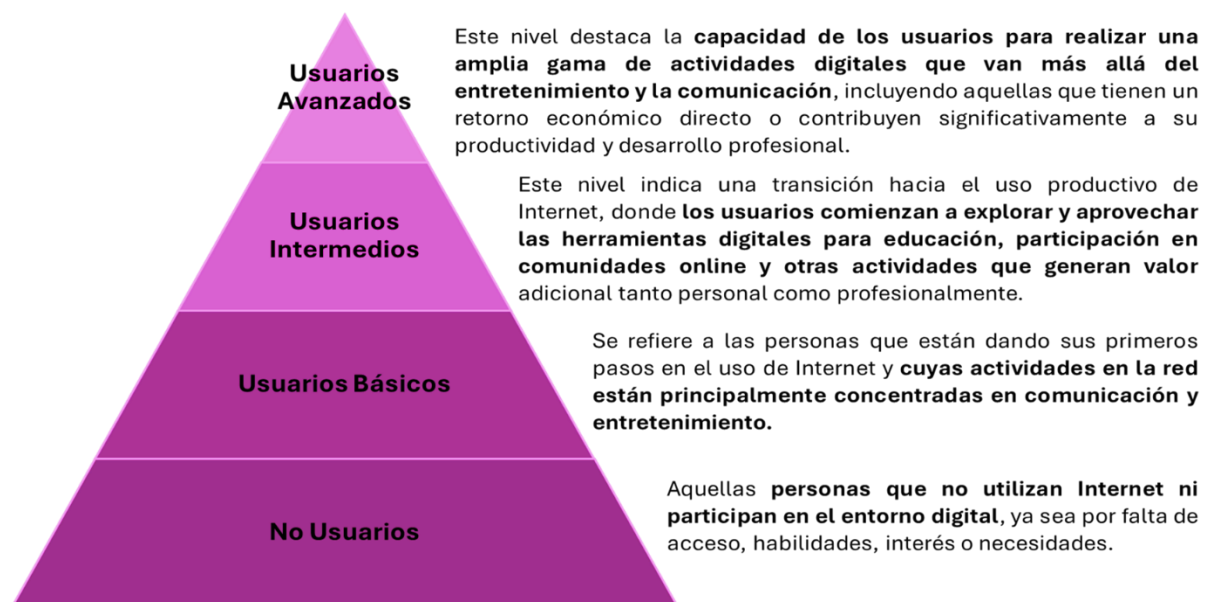 Usuarios
Avanzados
Este nivel destaca la capacidad de los usuarios para realizar una
amplia gama de actividades digitales que van más allá del
entretenimiento y la comunicación, incluyendo aquellas que tienen un
retorno económico directo o contribuyen significativamente a su
productividad y desarrollo profesional.
Usuarios
Intermedios
Este nivel indica una transición hacia el uso productivo de
Internet, donde los usuarios comienzan a explorar y aprovechar
las herramientas digitales para educación, participación en
comunidades online y otras actividades que generan valor
adicional tanto personal como profesionalmente.
Usuarios Básicos
Se refiere a las personas que están dando sus primeros
pasos en el uso de Internet y cuyas actividades en la red
están principalmente concentradas en comunicación y
entretenimiento.
No Usuarios
Aquellas personas que no utilizan Internet ni
participan en el entorno digital, ya sea por falta de
acceso, habilidades, interés o necesidades.